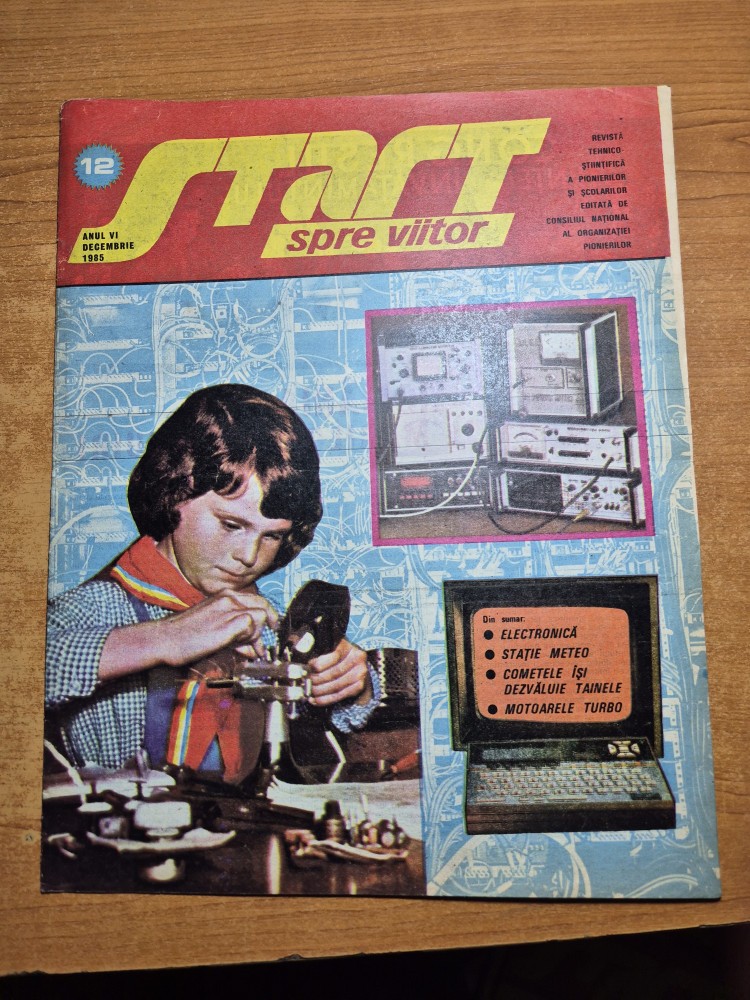 12
START
spre viitor
ANUL VI
DECEMBRIE
1985
REVISTĂ
TEHNICO-
ȘTIINȚIFICĂ
A PIONIERILOR
ȘI ȘCOLARILOR
EDITATĂ DE
CONSILIUL NAȚIONAL
AL ORGANIZAȚIEI
PIONIERILOR
Din sumar:
● ELECTRONICĂ
● STAȚIE METEO
● COMETELE ÎȘI
DEZVĂLUIE TAINELE
● MOTOARELE TURBO